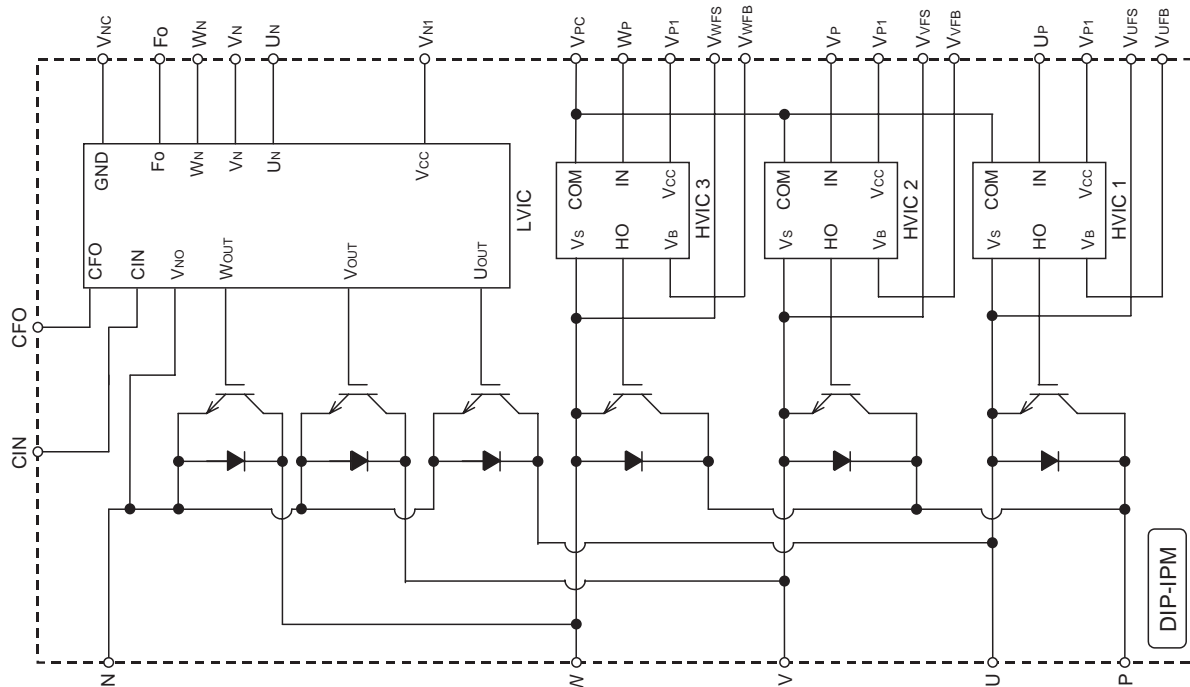 VNC
FO
WN
VN
UN
VN1
VPC
WP
VP1
VWFS
VWFB
VP
VP1
VVFS
VVFB
UP
VP1
VUFS
VUFB
GND
FO
WN
VN
UN
VCC
LVIC
CFO
CIN
VNO
WOUT
VOUT
UOUT
COM
IN
VCC
HVIC 3
VS
HO
VB
COM
IN
VCC
HVIC 2
VS
HO
VB
COM
IN
VCC
HVIC 1
VS
HO
VB
CFO
CIN
N
W
V
U
P
DIP-IPM